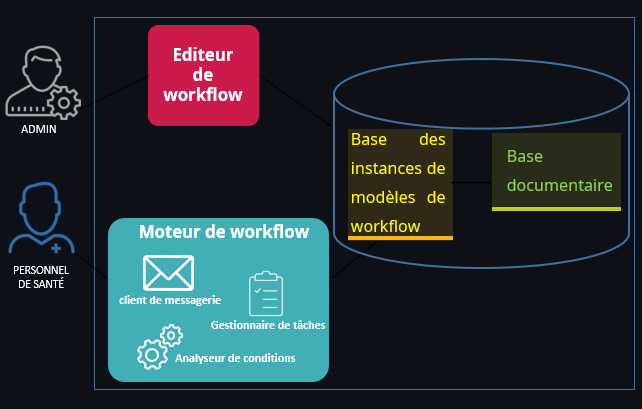 Editeur
de
workflow
ADMIN
Base des
instances de
modèles de
workflow
Base
documentaire
PERSONNEL
DE SANTÉ
Moteur de workflow
client de messagerie
Gestionnaire de tâches
Analyseur de conditions